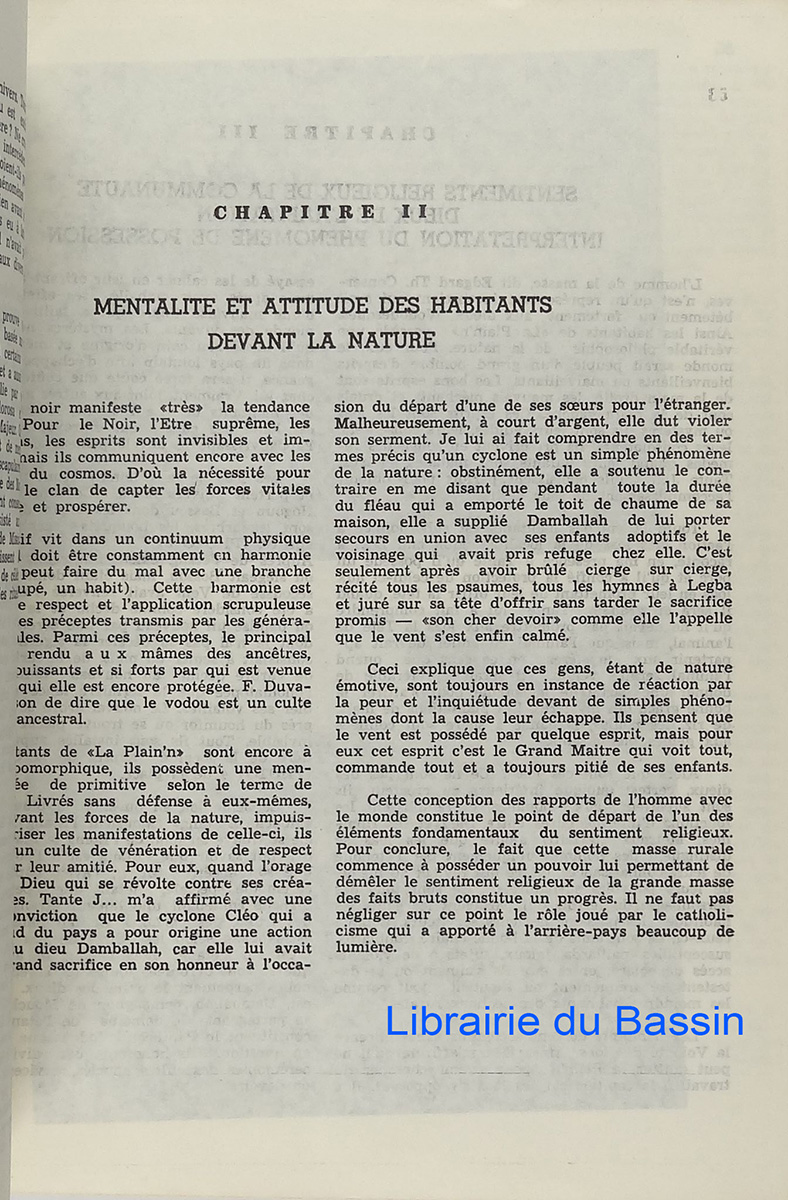 CHAPITRE II
MENTALITE ET ATTITUDE DES HABITANTS
DEVANT LA NATURE
noir manifeste «très» la tendance
Pour le Noir, l'Etre suprême, les
les esprits sont invisibles et im-
mais ils communiquent encore avec les
du cosmos. D'où la nécessité pour
le clan de capter les forces vitales
et prospérer.
vit dans un continuum physique
doit être constamment en harmonie
peut faire du mal avec une branche
un habit). Cette harmonie est
e respect et l'application scrupuleuse
es préceptes transmis par les généra-
Parmi ces préceptes, le principal
rendu aux mâmes des ancêtres,
puissants et si forts par qui est venue
qui elle est encore protégée. F. Duva-
de dire que le vodou est un culte
ancestral.
tants de «La Plain'n» sont encore à
pomorphique, ils possèdent une men-
de primitive selon le terme de
Livrés sans défense à eux-mêmes,
les forces de la nature, impuis-
les manifestations de celle-ci, ils
un culte de vénération et de respect
r leur amitié. Pour eux, quand l'orage
Dieu qui se révolte contre ses créa-
Tante J... m'a affirmé avec une
que le cyclone Cléo qui a
d du pays a pour origine une action
u dieu Damballah, car elle lui avait
sacrifice en son honneur à l'occa-
sion du départ d'une de ses sœurs pour l'étranger.
Malheureusement, à court d'argent, elle dut violer
son serment. Je lui ai fait comprendre en des ter-
mes précis qu'un cyclone est un simple phénomène
de la nature : obstinément, elle a soutenu le con-
traire en me disant que pendant toute la durée
du fléau qui a emporté le toit de chaume de sa
maison, elle a supplié Damballah de lui porter
secours en union avec ses enfants adoptifs et le
voisinage qui avait pris refuge chez elle. C'est
seulement après avoir brûlé cierge sur cierge,
récité tous les psaumes, tous les hymnes à Legba
et juré sur sa tête d'offrir sans tarder le sacrifice
promis — «son cher devoir» comme elle l'appelle
que le vent s'est enfin calmé.
Ceci explique que ces gens, étant de nature
émotive, sont toujours en instance de réaction par
la peur et l'inquiétude devant de simples phéno-
mènes dont la cause leur échappe. Ils pensent que
le vent est possédé par quelque esprit, mais pour
eux cet esprit c'est le Grand Maitre qui voit tout,
commande tout et a toujours pitié de ses enfants.
Cette conception des rapports de l'homme avec
le monde constitue le point de départ de l'un des
éléments fondamentaux du sentiment religieux.
Pour conclure, le fait que cette masse rurale
commence à posséder un pouvoir lui permettant de
démêler le sentiment religieux de la grande masse
des faits bruts constitue un progrès. Il ne faut pas
négliger sur ce point le rôle joué par le catholi-
cisme qui a apporté à l'arrière-pays beaucoup de
lumière.
Librairie du Bassin